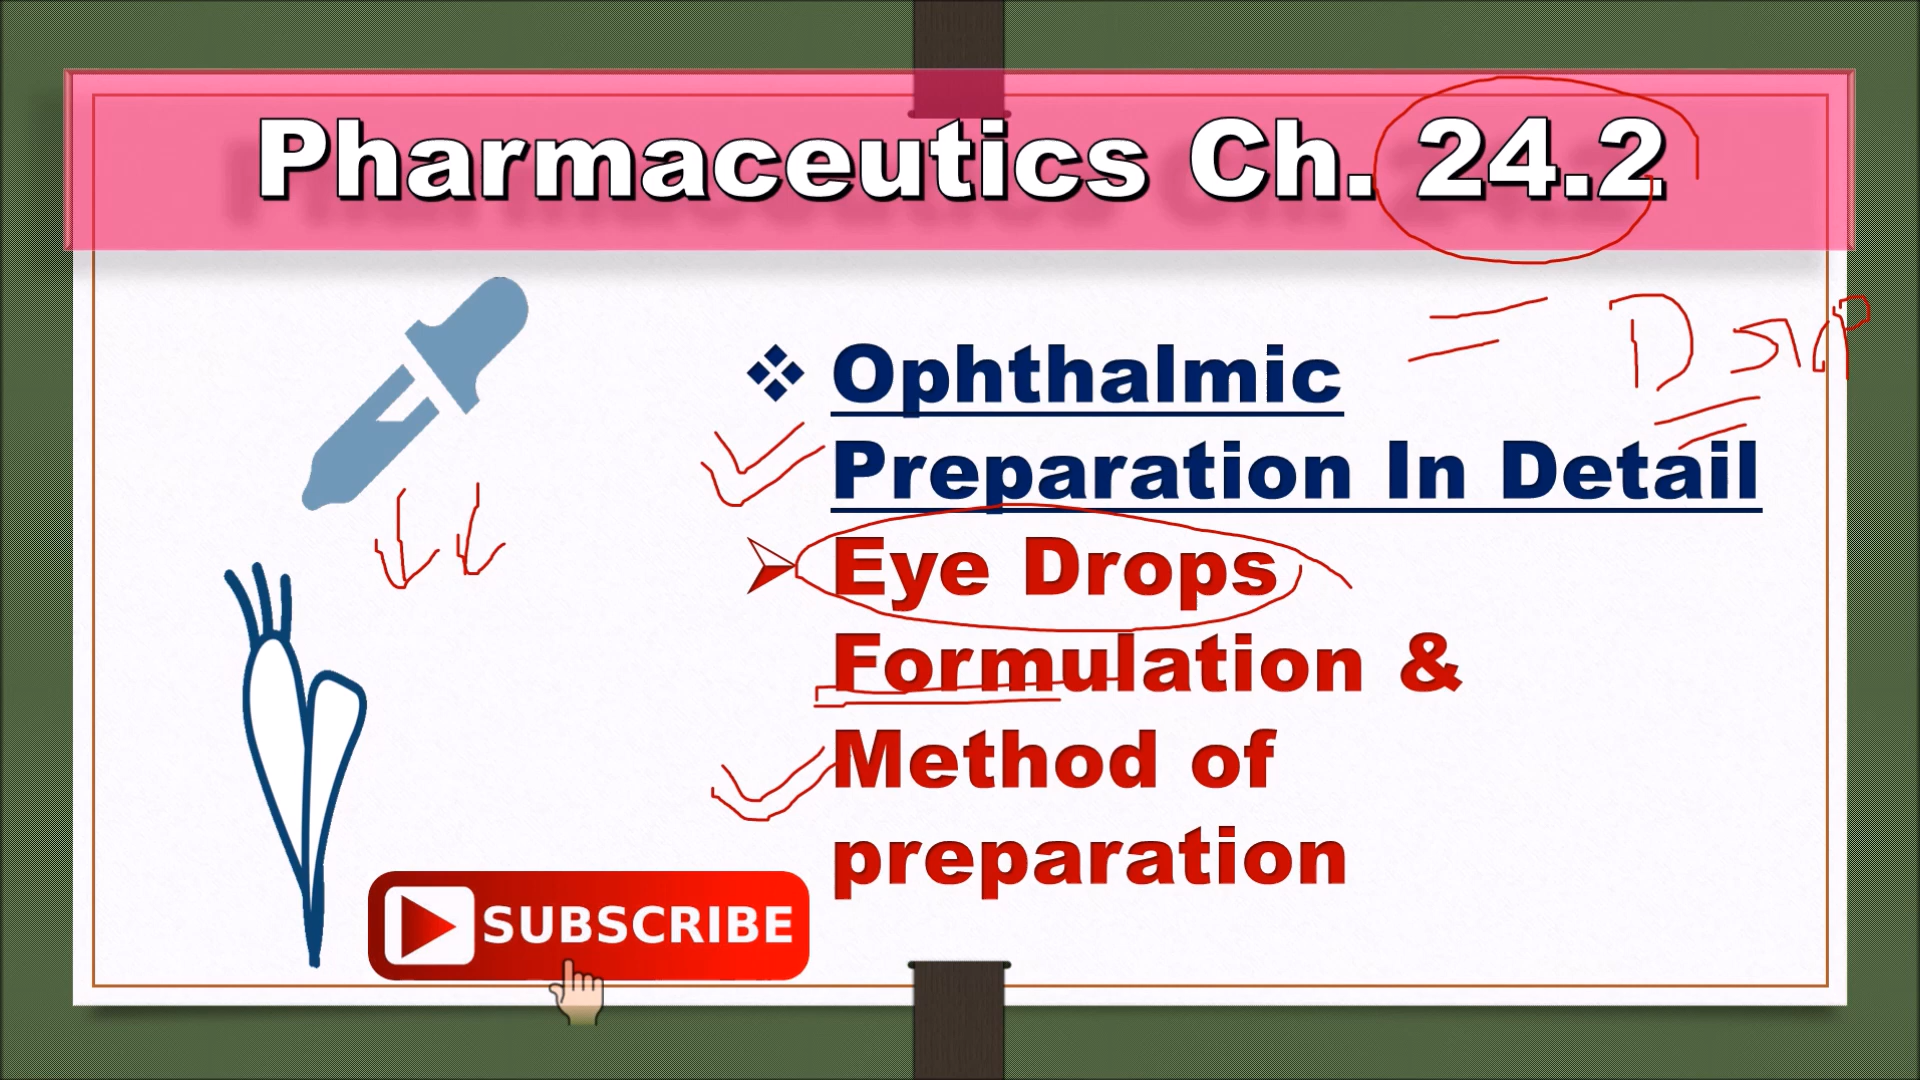 Pharmaceutics Ch. 24.2
Ophthalmic
Preparation In Detail
Eye Drops
Formulation &
Method of
preparation
SUBSCRIBE